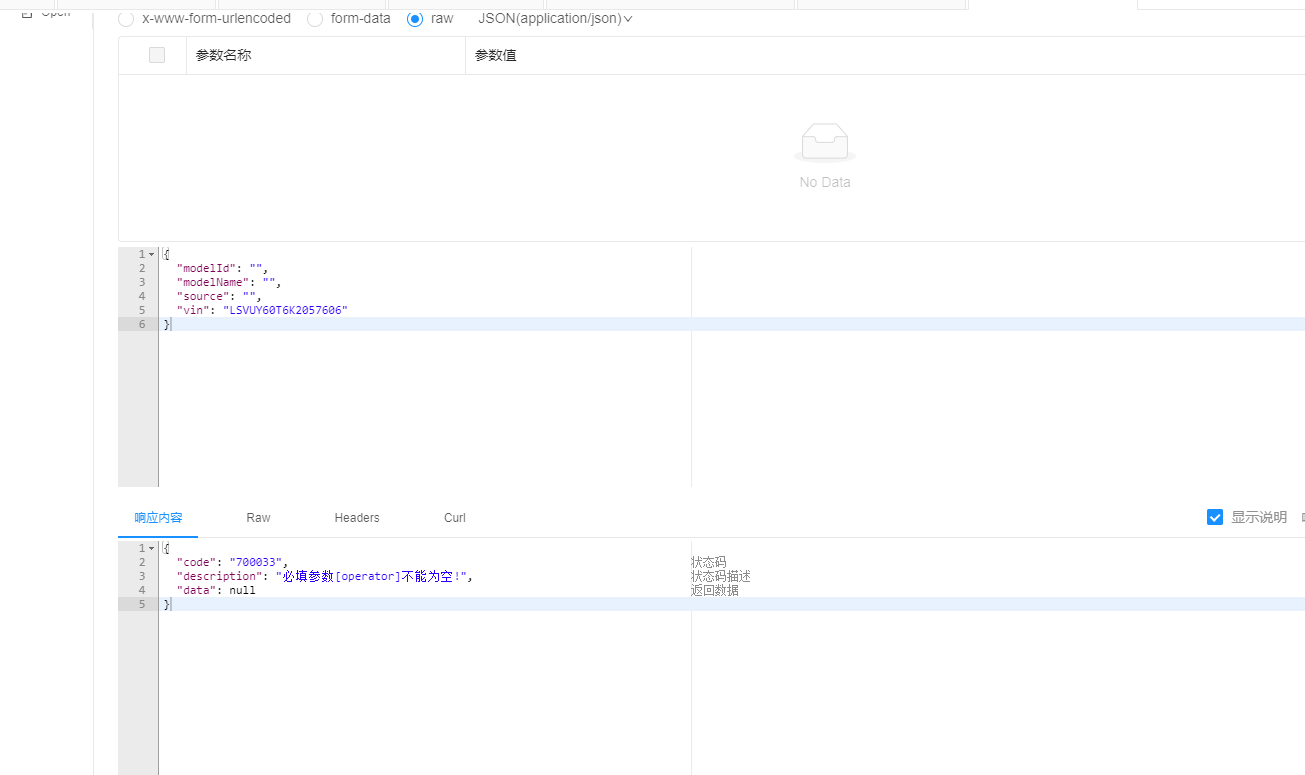 Open
x-www-form-urlencoded form-data raw JSON(application/json)
参数名称 参数值
No Data
1 {
2 "modelId": "",
3 "modelName": "",
4 "source": "",
5 "vin": "LSVUY60T6K2057606"
6 }
响应内容 Raw Headers Curl 显示说明
1 {
2 "code": "700033", 状态码
3 "description": "必填参数[operator]不能为空!", 状态码描述
4 "data": null 返回数据
5 }